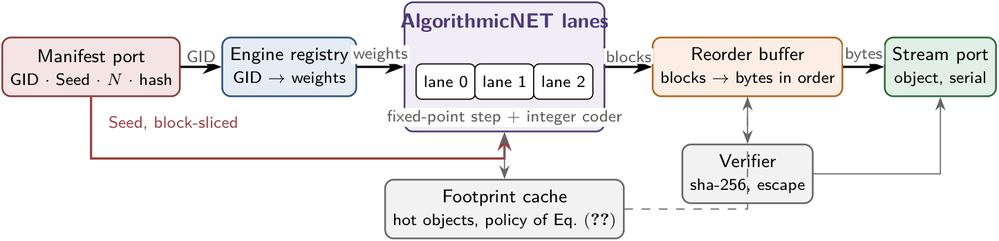 AlgorithmicNET lanes
Manifest port
GID · Seed · N · hash
GID
Engine registry
GID → weights
weights
lane 0
lane 1
lane 2
fixed-point step + integer coder
blocks
Reorder buffer
blocks → bytes in order
bytes
Stream port
object, serial
Seed, block-sliced
Verifier
sha-256, escape
Footprint cache
hot objects, policy of Eq. (??)